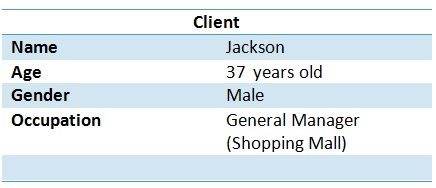 Client
Name Jackson
Age 37 years old
Gender Male
Occupation General Manager
(Shopping Mall)